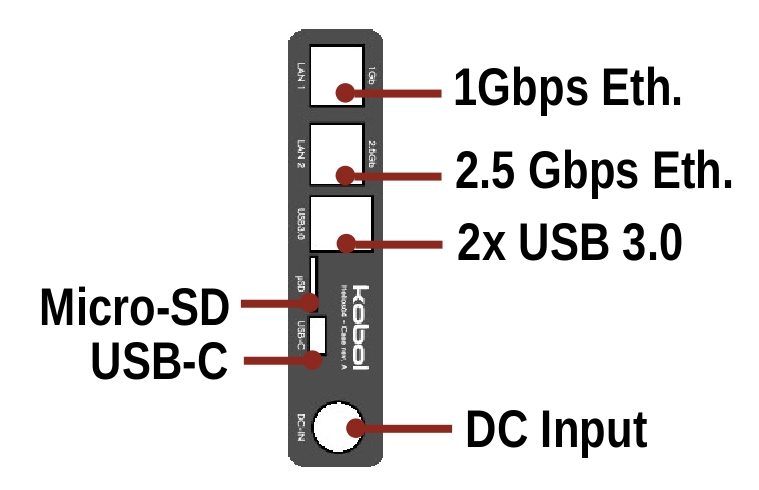 LAN 1
1Gb
1Gbps Eth.
LAN 2
2.5Gb
2.5 Gbps Eth.
USB3.0
2x USB 3.0
µSD
Micro-SD
USB-C
USB-C
kobol
Helios64 - Case rev. A
DC-IN
DC Input